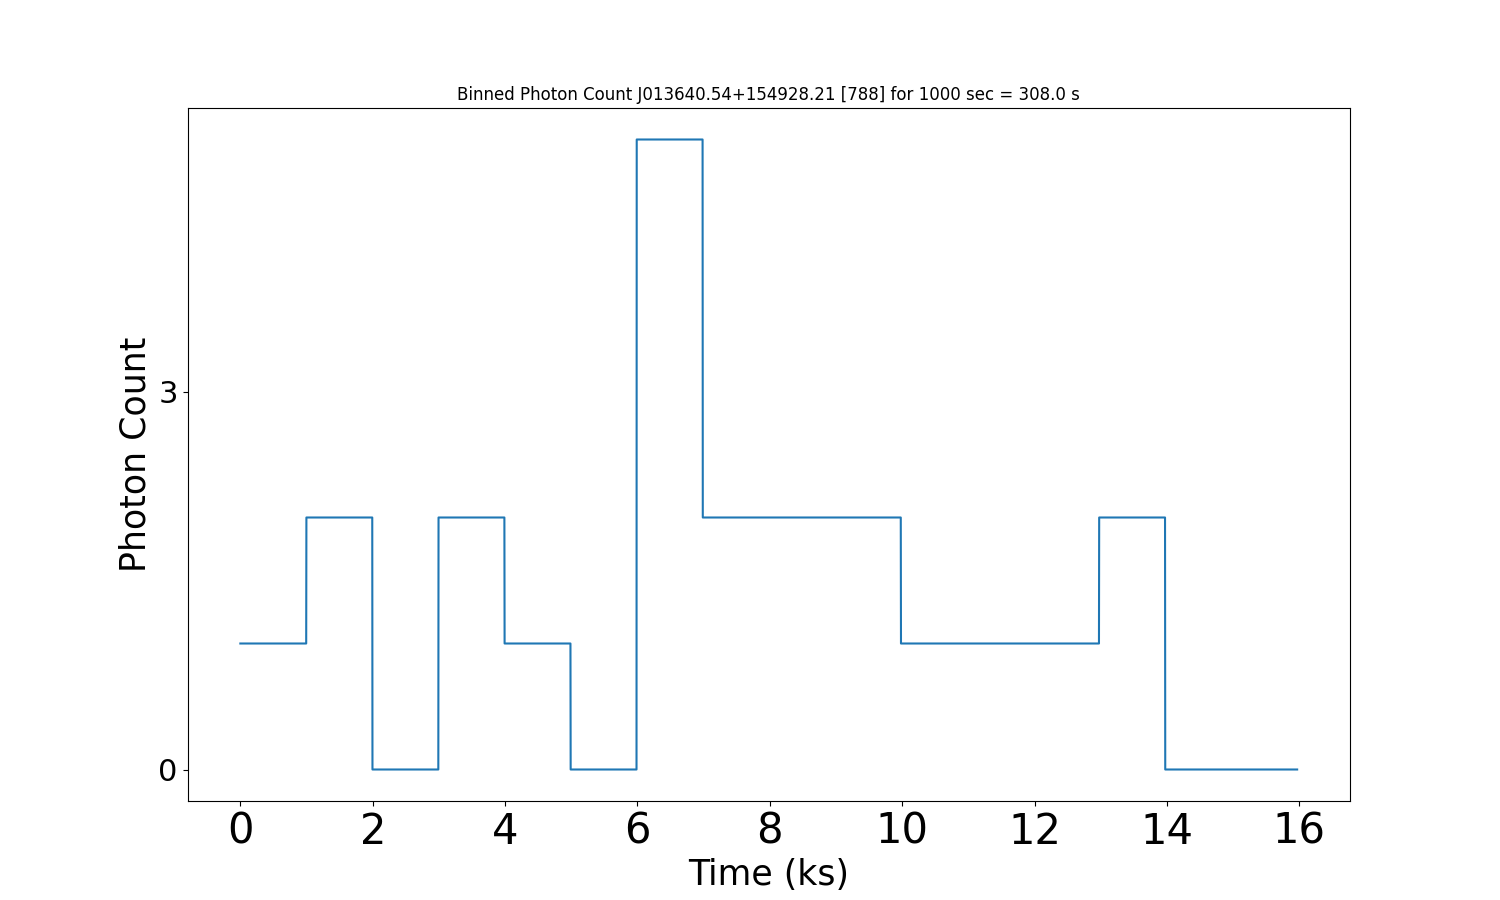 Binned Photon Count J013640.54+154928.21 [788] for 1000 sec = 308.0 s
Photon Count
3
0
0 2 4 6 8 10 12 14 16
Time (ks)